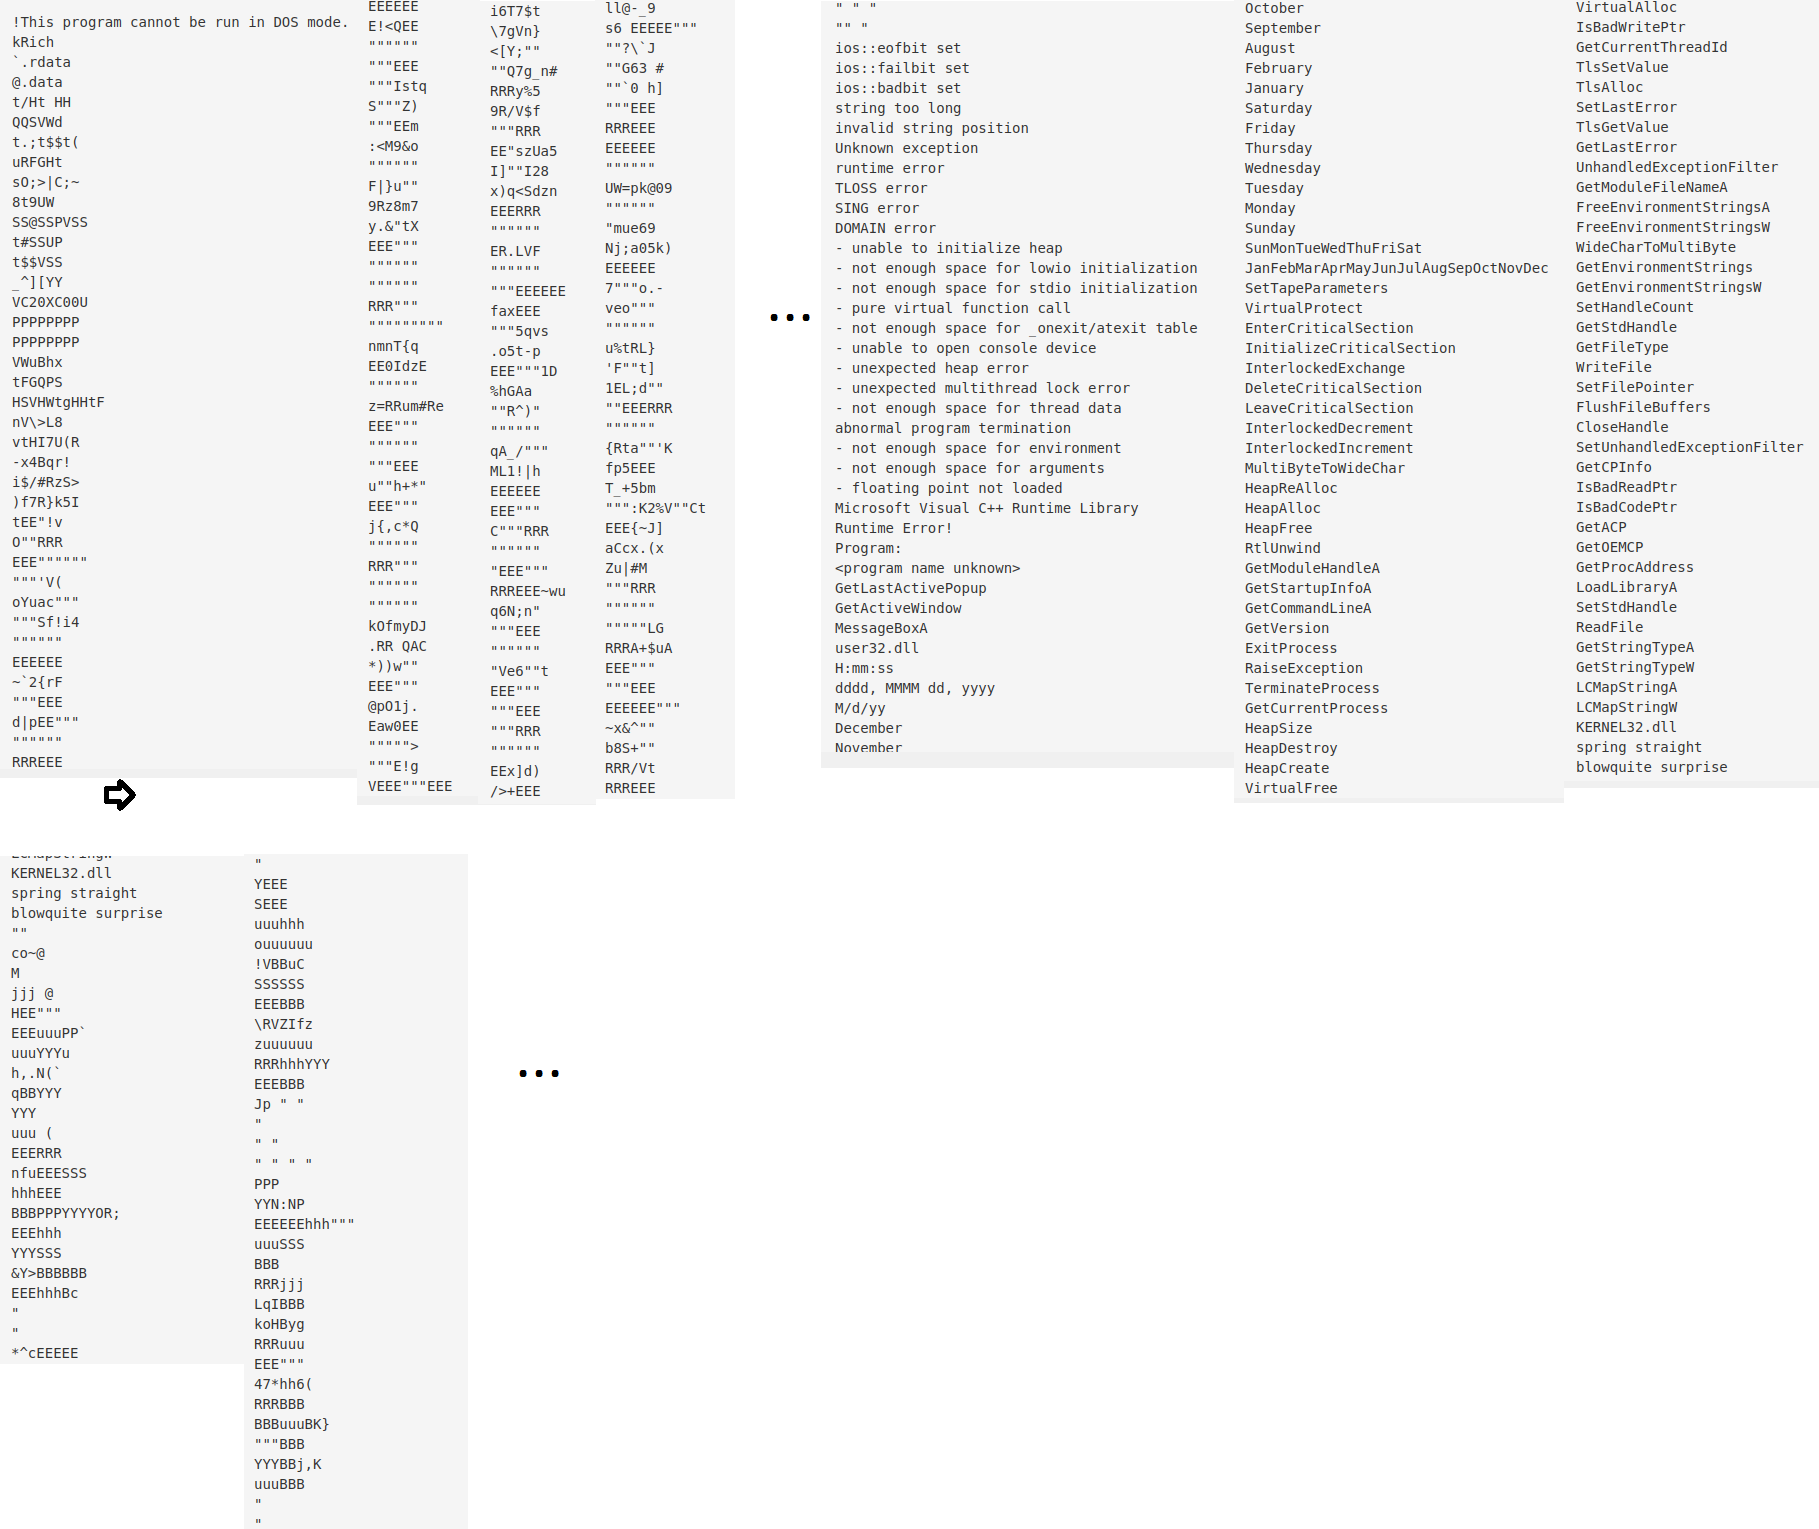 !This program cannot be run in DOS mode.
kRich
`.rdata
@.data
t/Ht HH
QQSVWd
t.;t$$t(
uRFGHt
sO;>|C;~
8t9UW
SS@SSPVSS
t#SSUP
t$$VSS
_^][YY
VC20XC00U
PPPPPPPP
PPPPPPPP
VWuBhx
tFGQPS
HSVHWtgHHtF
nV\>L8
vtHI7U(R
-x4Bqr!
i$/#RzS>
)f7R}k5I
tEE"!v
O""RRR
EEE""""""
"""'V(
oYuac"""
"""Sf!i4
""""""
EEEEEE
~`2{rF
"""EEE
d|pEE"""
""""""
RRREEE
EEEEEE
E!<QEE
""""""
"""EEE
"""Istq
S"""Z)
"""EEm
:<M9&o
""""""
F|}u""
9Rz8m7
y.&"tX
EEE"""
""""""
""""""
RRR"""
"""""""""
nmnT{q
EE0IdzE
""""""
z=RRum#Re
EEE"""
""""""
"""EEE
u""h+*"
EEE"""
j{,c*Q
""""""
RRR"""
""""""
""""""
kOfmyDJ
.RR QAC
*))w""
EEE"""
@pO1j.
Eaw0EE
""""">
"""E!g
VEEE"""EEE
i6T7$t
\7gVn}
<[Y;""
""Q7g_n#
RRRy%5
9R/V$f
"""RRR
EE"szUa5
I]""I28
x)q<Sdzn
EEERRR
""""""
ER.LVF
""""""
"""EEEEEE
faxEEE
"""5qvs
.o5t-p
EEE"""1D
%hGAa
""R^)"
""""""
qA_/"""
ML1!|h
EEEEEE
EEE"""
C"""RRR
""""""
"EEE"""
RRREEE~wu
q6N;n"
"""EEE
""""""
"Ve6""t
EEE"""
"""EEE
"""RRR
""""""
EEx]d)
/>+EEE
ll@-_9
s6 EEEEE"""
""?\`J
""G63 #
""`0 h]
"""EEE
RRREEE
EEEEEE
""""""
UW=pk@09
""""""
"mue69
Nj;a05k)
EEEEEE
7"""o.-
veo"""
""""""
u%tRL}
'F""t]
1EL;d""
""EEERRR
""""""
{Rta""'K
fp5EEE
T_+5bm
""":K2%V""Ct
EEE{~J]
aCcx.(x
Zu|#M
"""RRR
""""""
"""""LG
RRRA+$uA
EEE"""
"""EEE
EEEEEE"""
~x&^""
b8S+""
RRR/Vt
RRREEE
...
" " "
"" "
ios::eofbit set
ios::failbit set
ios::badbit set
string too long
invalid string position
Unknown exception
runtime error
TLOSS error
SING error
DOMAIN error
- unable to initialize heap
- not enough space for lowio initialization
- not enough space for stdio initialization
- pure virtual function call
- not enough space for _onexit/atexit table
- unable to open console device
- unexpected heap error
- unexpected multithread lock error
- not enough space for thread data
abnormal program termination
- not enough space for environment
- not enough space for arguments
- floating point not loaded
Microsoft Visual C++ Runtime Library
Runtime Error!
Program:
<program name unknown>
GetLastActivePopup
GetActiveWindow
MessageBoxA
user32.dll
H:mm:ss
dddd, MMMM dd, yyyy
M/d/yy
December
November
October
September
August
February
January
Saturday
Friday
Thursday
Wednesday
Tuesday
Monday
Sunday
SunMonTueWedThuFriSat
JanFebMarAprMayJunJulAugSepOctNovDec
SetTapeParameters
VirtualProtect
EnterCriticalSection
InitializeCriticalSection
InterlockedExchange
DeleteCriticalSection
LeaveCriticalSection
InterlockedDecrement
InterlockedIncrement
MultiByteToWideChar
HeapReAlloc
HeapAlloc
HeapFree
RtlUnwind
GetModuleHandleA
GetStartupInfoA
GetCommandLineA
GetVersion
ExitProcess
RaiseException
TerminateProcess
GetCurrentProcess
HeapSize
HeapDestroy
HeapCreate
VirtualFree
VirtualAlloc
IsBadWritePtr
GetCurrentThreadId
TlsSetValue
TlsAlloc
SetLastError
TlsGetValue
GetLastError
UnhandledExceptionFilter
GetModuleFileNameA
FreeEnvironmentStringsA
FreeEnvironmentStringsW
WideCharToMultiByte
GetEnvironmentStrings
GetEnvironmentStringsW
SetHandleCount
GetStdHandle
GetFileType
WriteFile
SetFilePointer
FlushFileBuffers
CloseHandle
SetUnhandledExceptionFilter
GetCPInfo
IsBadReadPtr
IsBadCodePtr
GetACP
GetOEMCP
GetProcAddress
LoadLibraryA
SetStdHandle
ReadFile
GetStringTypeA
GetStringTypeW
LCMapStringA
LCMapStringW
KERNEL32.dll
spring straight
blowquite surprise
LCMapStringW
KERNEL32.dll
spring straight
blowquite surprise
""
co~@
M
jjj @
HEE"""
EEEuuuPP`
uuuYYYu
h,.N(`
qBBYYY
YYY
uuu (
EEERRR
nfuEEESSS
hhhEEE
BBBPPPYYYYOR;
EEEhhh
YYYSSS
&Y>BBBBBB
EEEhhhBc
"
"
*^cEEEEE
"
YEEE
SEEE
uuuhhh
ouuuuuu
!VBBuC
SSSSSS
EEEBBB
\RVZIfz
zuuuuuu
RRRhhhYYY
EEEBBB
Jp " "
"
" "
" " " "
PPP
YYN:NP
EEEEEEhhh"""
uuuSSS
BBB
RRRjjj
LqIBBB
koHByg
RRRuuu
EEE"""
47*hh6(
RRRBBB
BBBuuuBK}
"""BBB
YYYBBj,K
uuuBBB
"
"
...